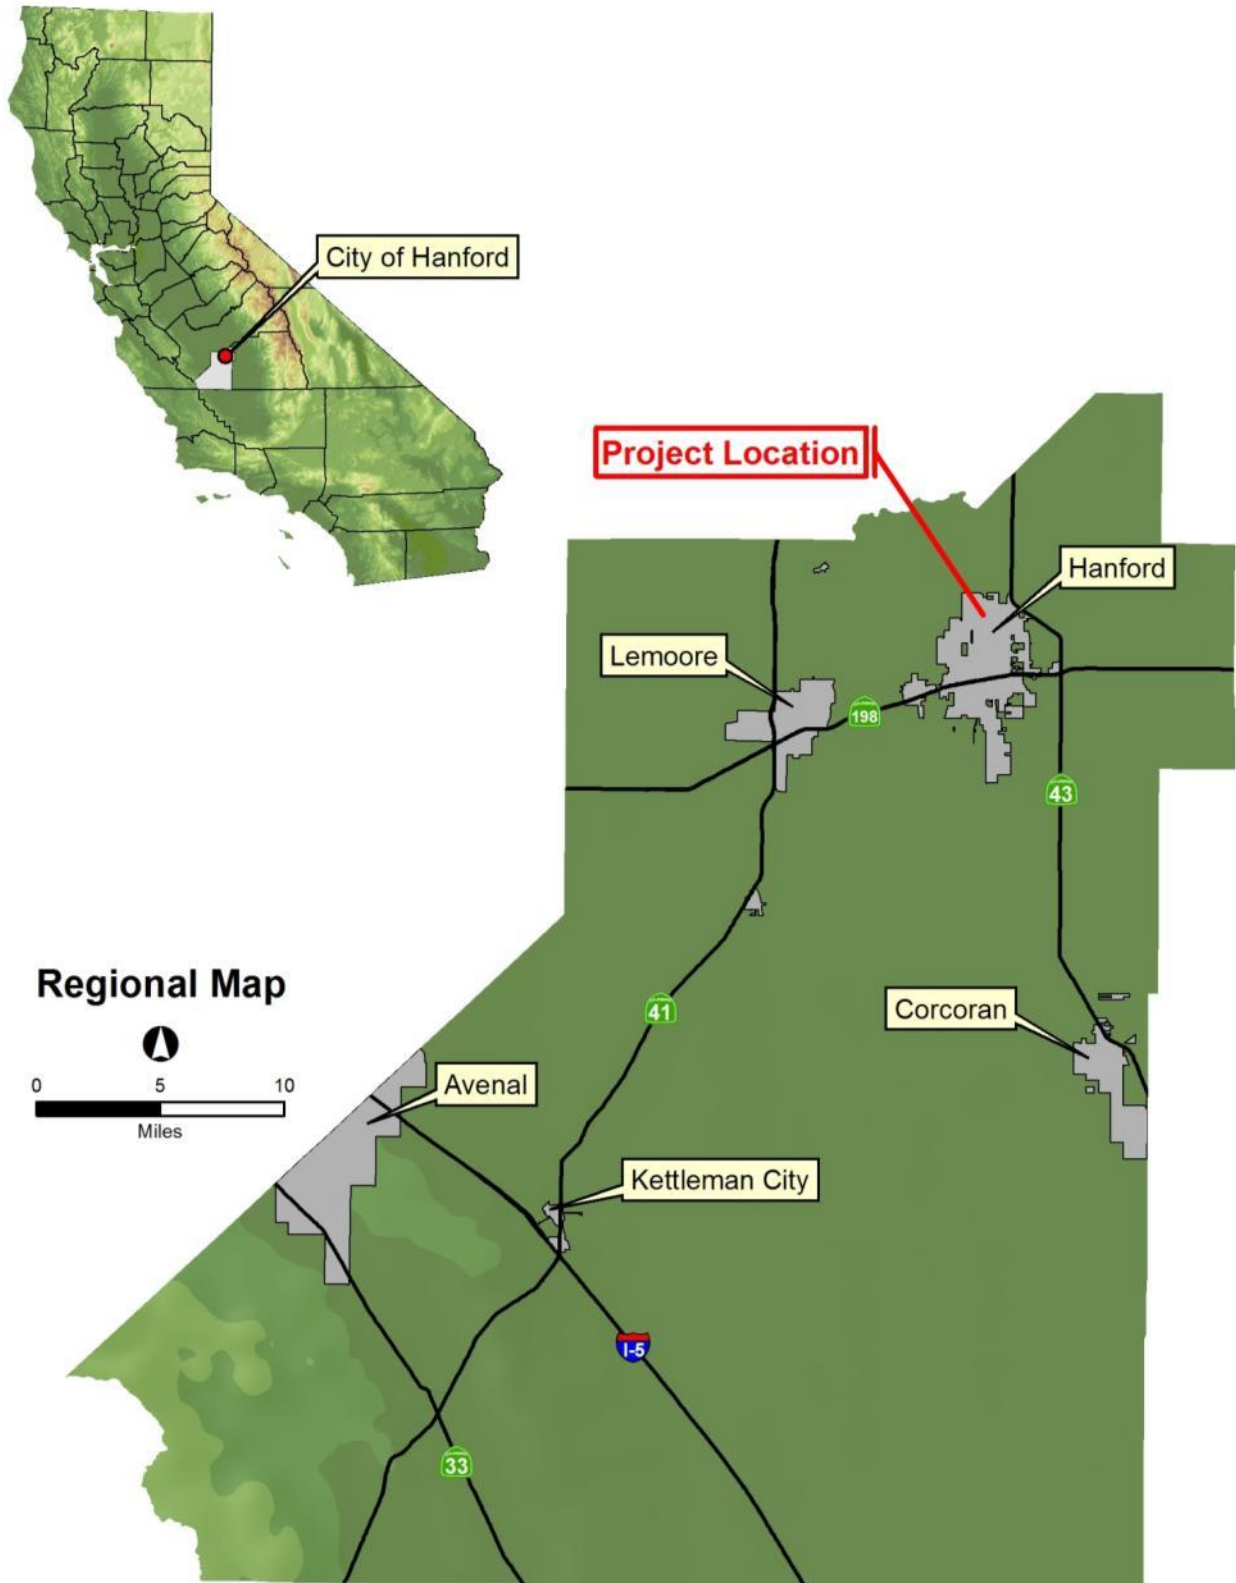 City of Hanford
Project Location
Hanford
Lemoore
198
43
Regional Map
41
Corcoran
0 5 10
Miles
Avenal
Kettleman City
I-5
33